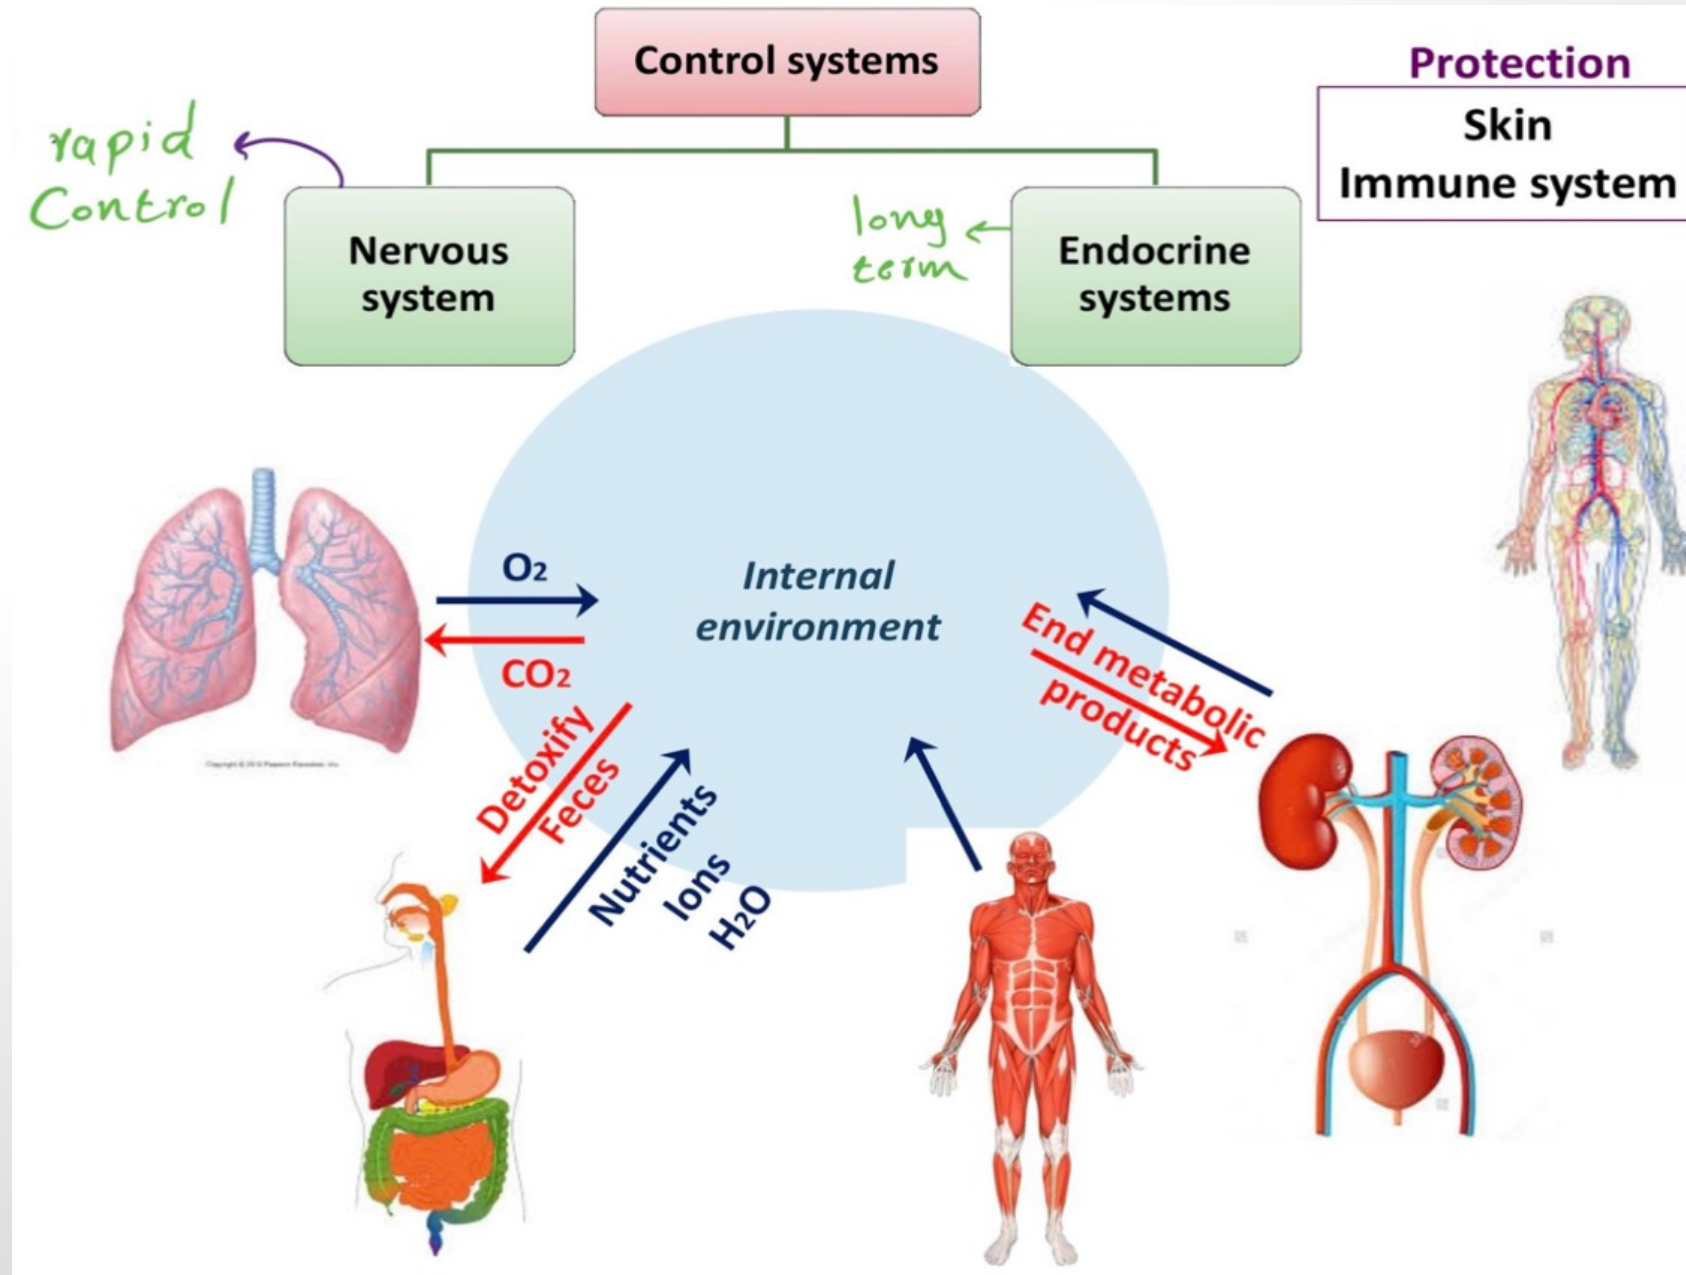 Control systems
Protection
Skin
Immune system
rapid
Control
Nervous
system
long
term
Endocrine
systems
O₂
CO₂
Internal
environment
End metabolic
products
Detoxify
Feces
Nutrients
Ions
H₂O